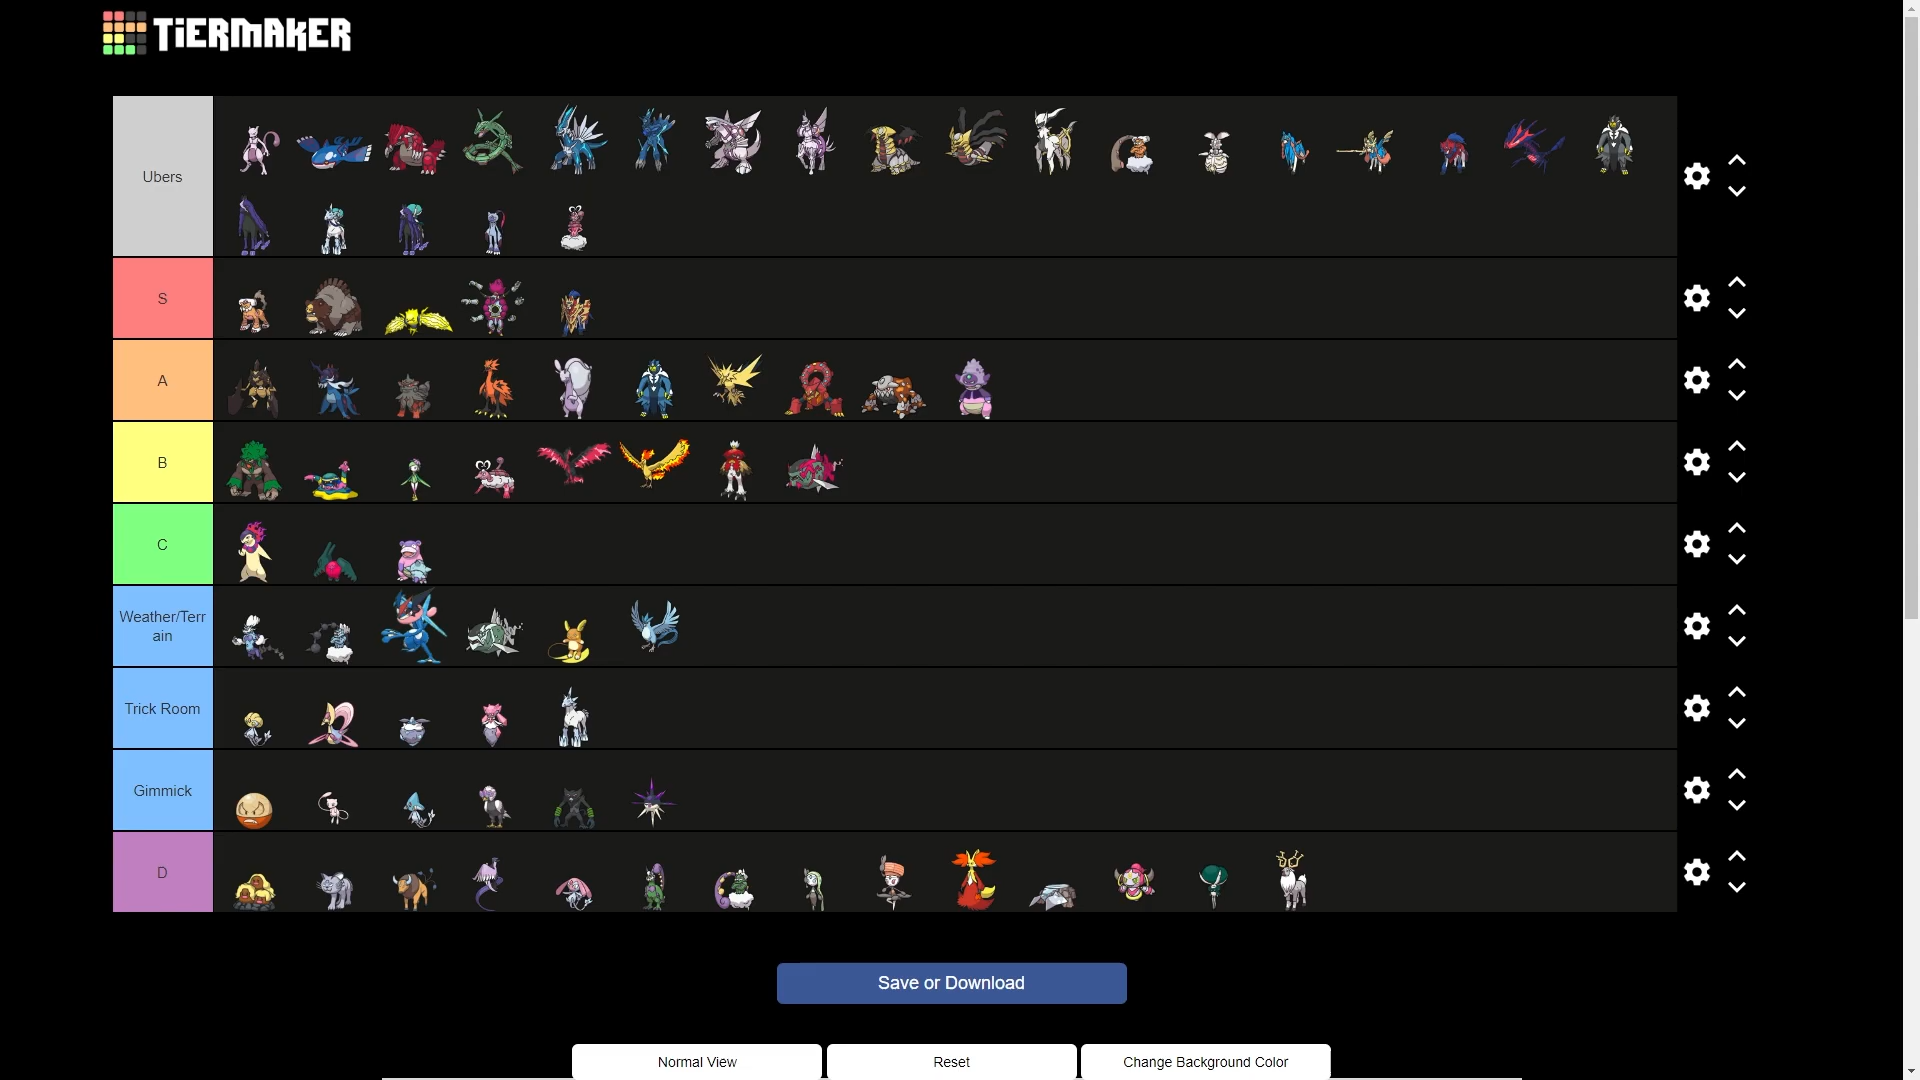 TiERMAKER
Ubers
S
A
B
C
Weather/Terr
ain
Trick Room
Gimmick
D
Save or Download
Normal View
Reset
Change Background Color